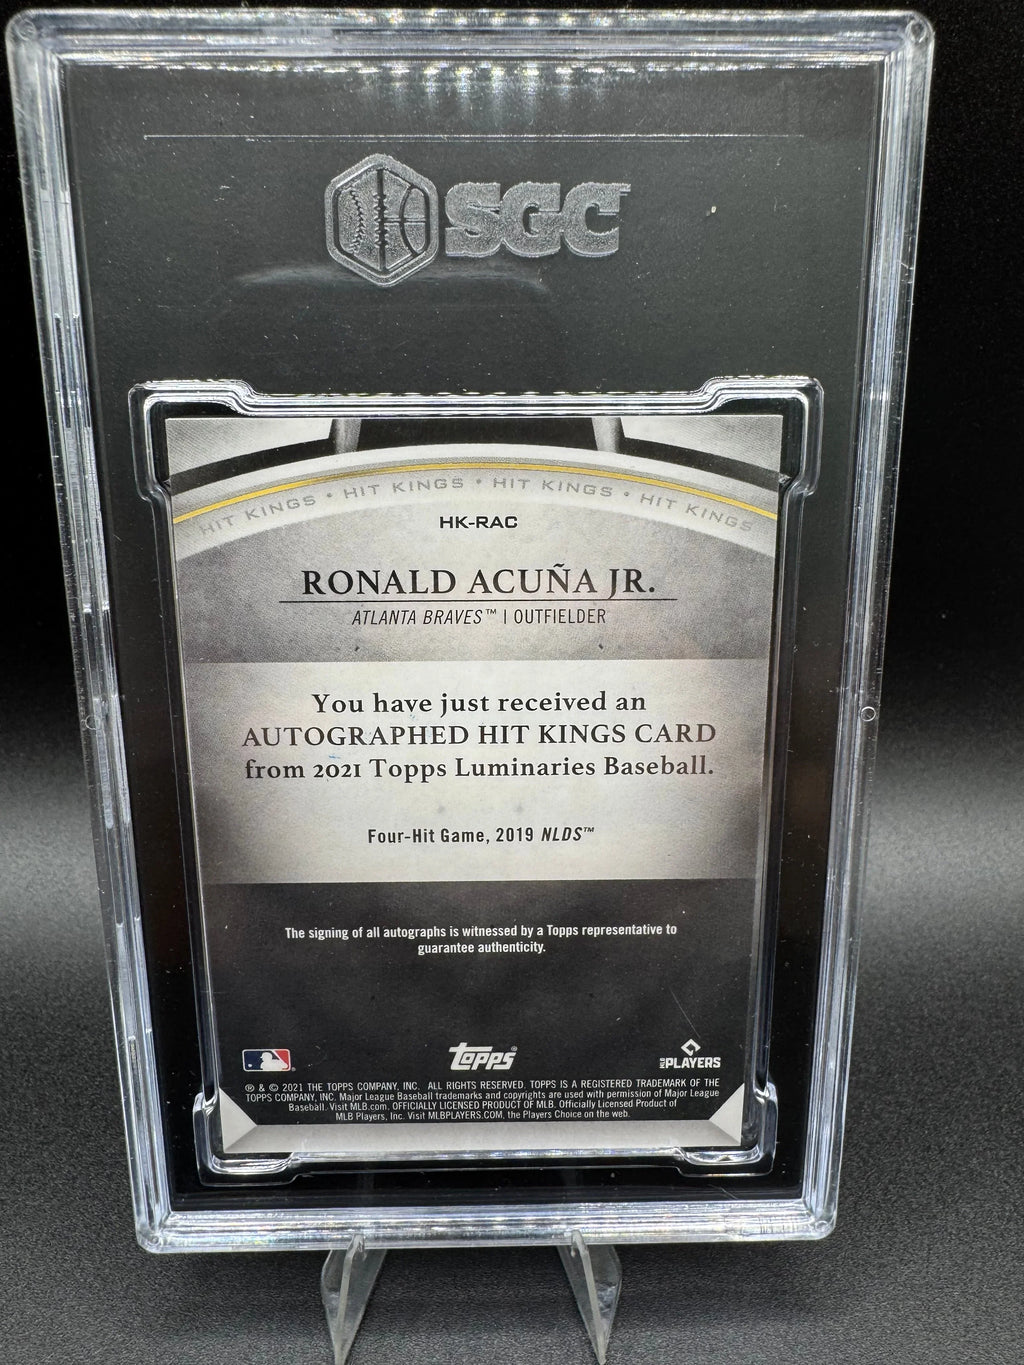 SGC
HIT KINGS • HIT KINGS • HIT KINGS • HIT KINGS
HK-RAC
RONALD ACUÑA JR.
ATLANTA BRAVES™ | OUTFIELDER
You have just received an
AUTOGRAPHED HIT KINGS CARD
from 2021 Topps Luminaries Baseball.
Four-Hit Game, 2019 NLDS™
The signing of all autographs is witnessed by a Topps representative to
guarantee authenticity.
Topps®
MLB PLAYERS
® & © 2021 THE TOPPS COMPANY, INC. ALL RIGHTS RESERVED. TOPPS IS A REGISTERED TRADEMARK OF THE
TOPPS COMPANY, INC. Major League Baseball trademarks and copyrights are used with permission of Major League
Baseball. Visit MLB.com. OFFICIALLY LICENSED PRODUCT OF MLB. Officially Licensed Product of
MLB Players, Inc. Visit MLBPLAYERS.COM, the Players Choice on the web.